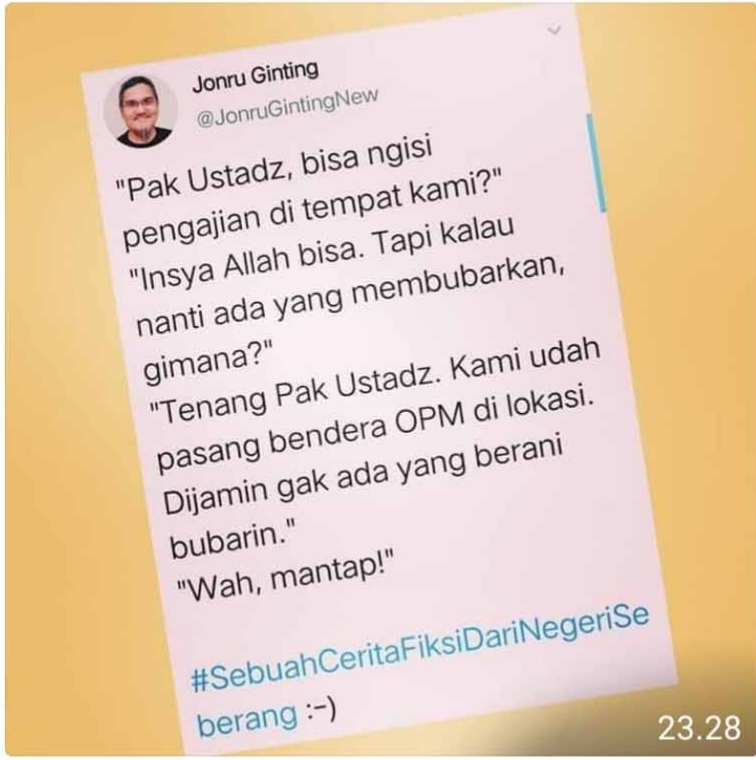 Jonru Ginting
@JonruGintingNew
"Pak Ustadz, bisa ngisi
pengajian di tempat kami?"
"Insya Allah bisa. Tapi kalau
nanti ada yang membubarkan,
gimana?"
"Tenang Pak Ustadz. Kami udah
pasang bendera OPM di lokasi.
Dijamin gak ada yang berani
bubarin."
"Wah, mantap!"
#SebuahCeritaFiksiDariNegeriSe
berang :-)
23.28